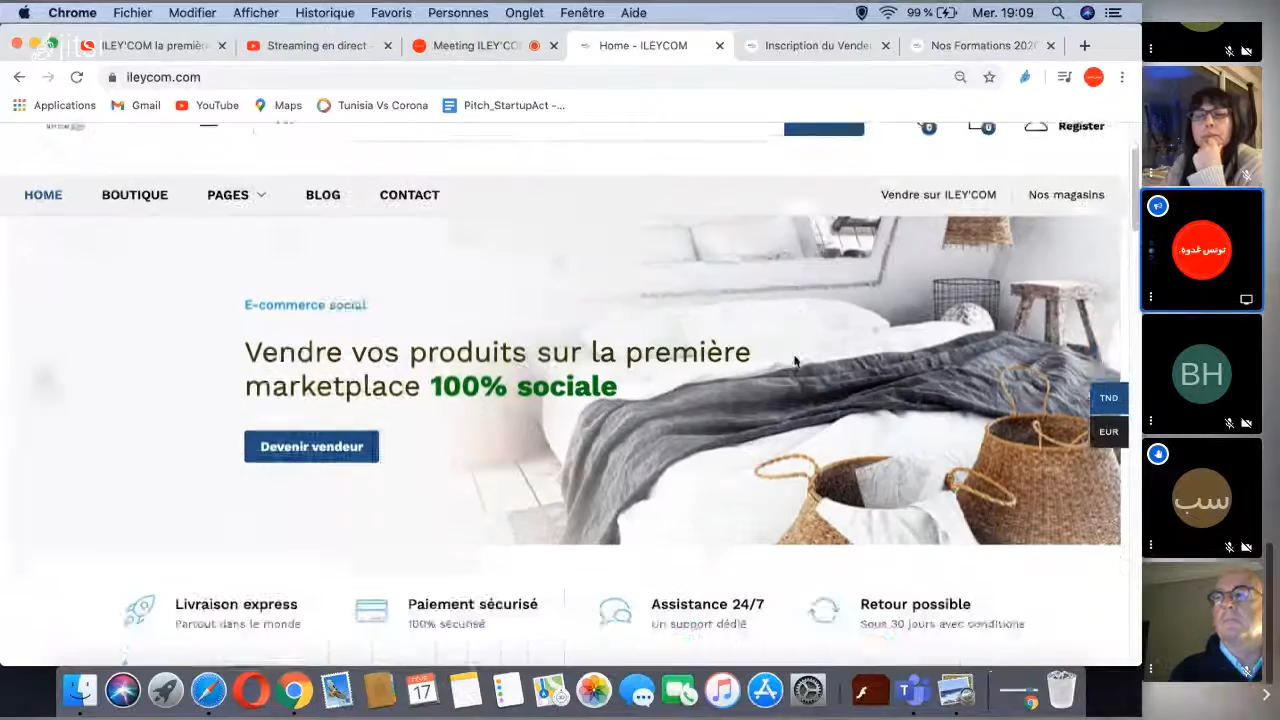 Chrome Fichier Modifier Afficher Historique Favoris Personnes Onglet Fenêtre Aide 99 % Mer. 19:09
jitsi
ILEY'COM la première Streaming en direct - Meeting ILEY'CO Home - ILEYCOM Inscription du Vende Nos Formations 202
ileycom.com
Applications Gmail YouTube Maps Tunisia Vs Corona Pitch_StartupAct -...
0 0 Register
HOME BOUTIQUE PAGES BLOG CONTACT Vendre sur ILEY'COM Nos magasins
E-commerce social
Vendre vos produits sur la première
marketplace 100% sociale
Devenir vendeur
TND
EUR
Livraison express Paiement sécurisé Assistance 24/7 Retour possible
Partout dans le monde 100% sécurisé Un support dédié Sous 30 jours avec conditions
تونس غدوة.
BH
سب
FÉVR
17